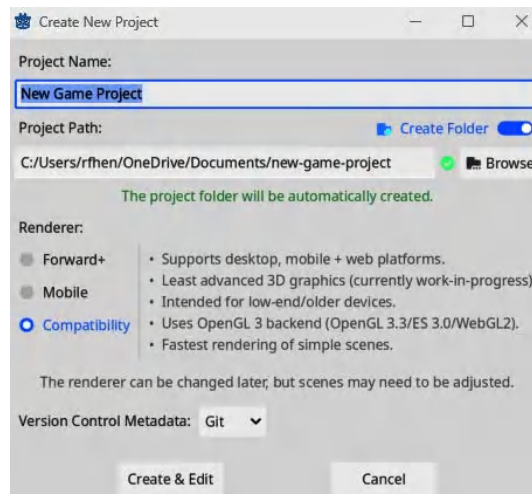 Create New Project
Project Name:
New Game Project
Project Path:
Create Folder
C:/Users/rfhen/OneDrive/Documents/new-game-project
Browse
The project folder will be automatically created.
Renderer:
Forward+
Mobile
Compatibility
• Supports desktop, mobile + web platforms.
• Least advanced 3D graphics (currently work-in-progress)
• Intended for low-end/older devices.
• Uses OpenGL 3 backend (OpenGL 3.3/ES 3.0/WebGL2).
• Fastest rendering of simple scenes.
The renderer can be changed later, but scenes may need to be adjusted.
Version Control Metadata: Git
Create & Edit
Cancel